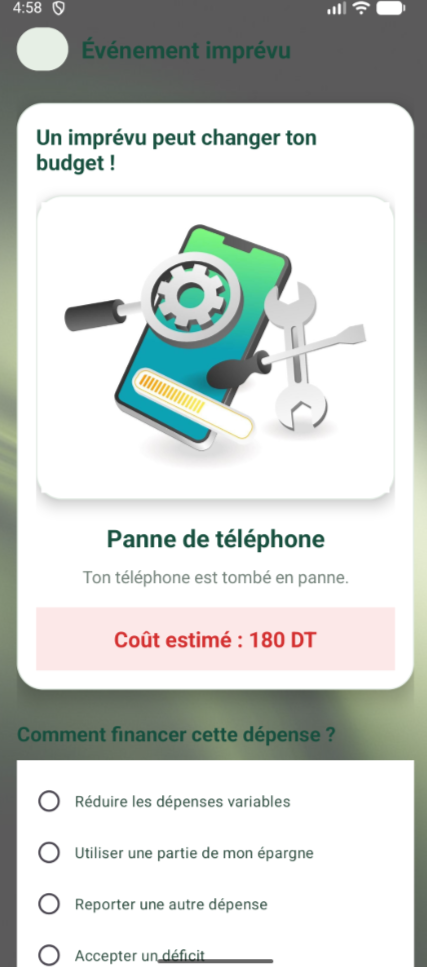 4:58
Événement imprévu
Un imprévu peut changer ton
budget !
Panne de téléphone
Ton téléphone est tombé en panne.
Coût estimé : 180 DT
Comment financer cette dépense ?
Réduire les dépenses variables
Utiliser une partie de mon épargne
Reporter une autre dépense
Accepter un déficit